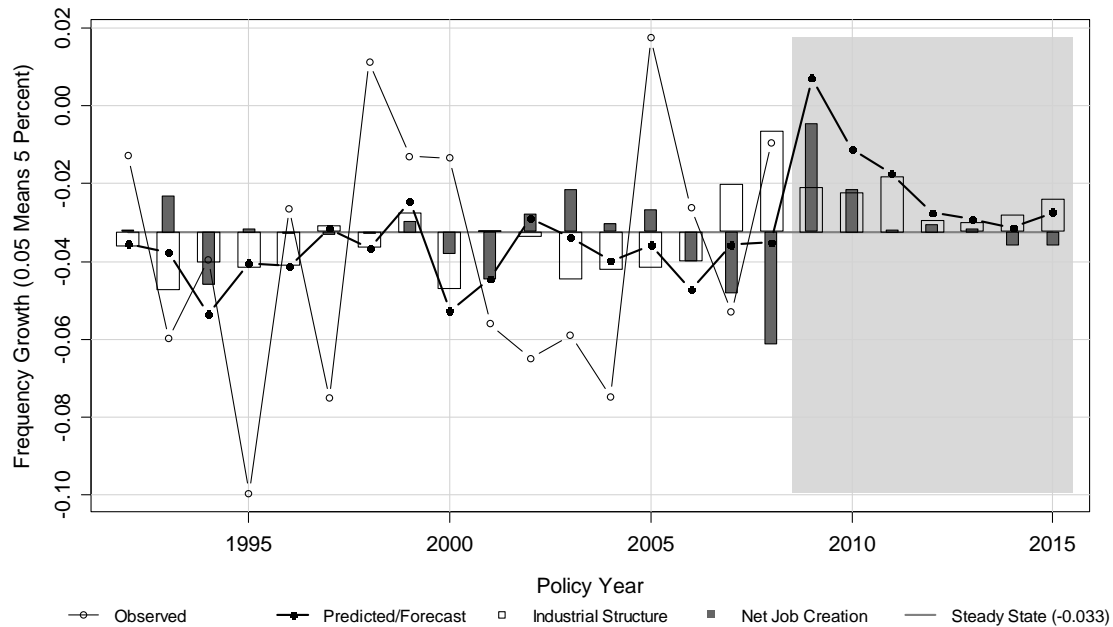 Frequency Growth (0.05 Means 5 Percent)
0.02
0.00
-0.02
-0.04
-0.06
-0.08
-0.10
1995 2000 2005 2010 2015
Policy Year
Observed Predicted/Forecast Industrial Structure Net Job Creation Steady State (-0.033)